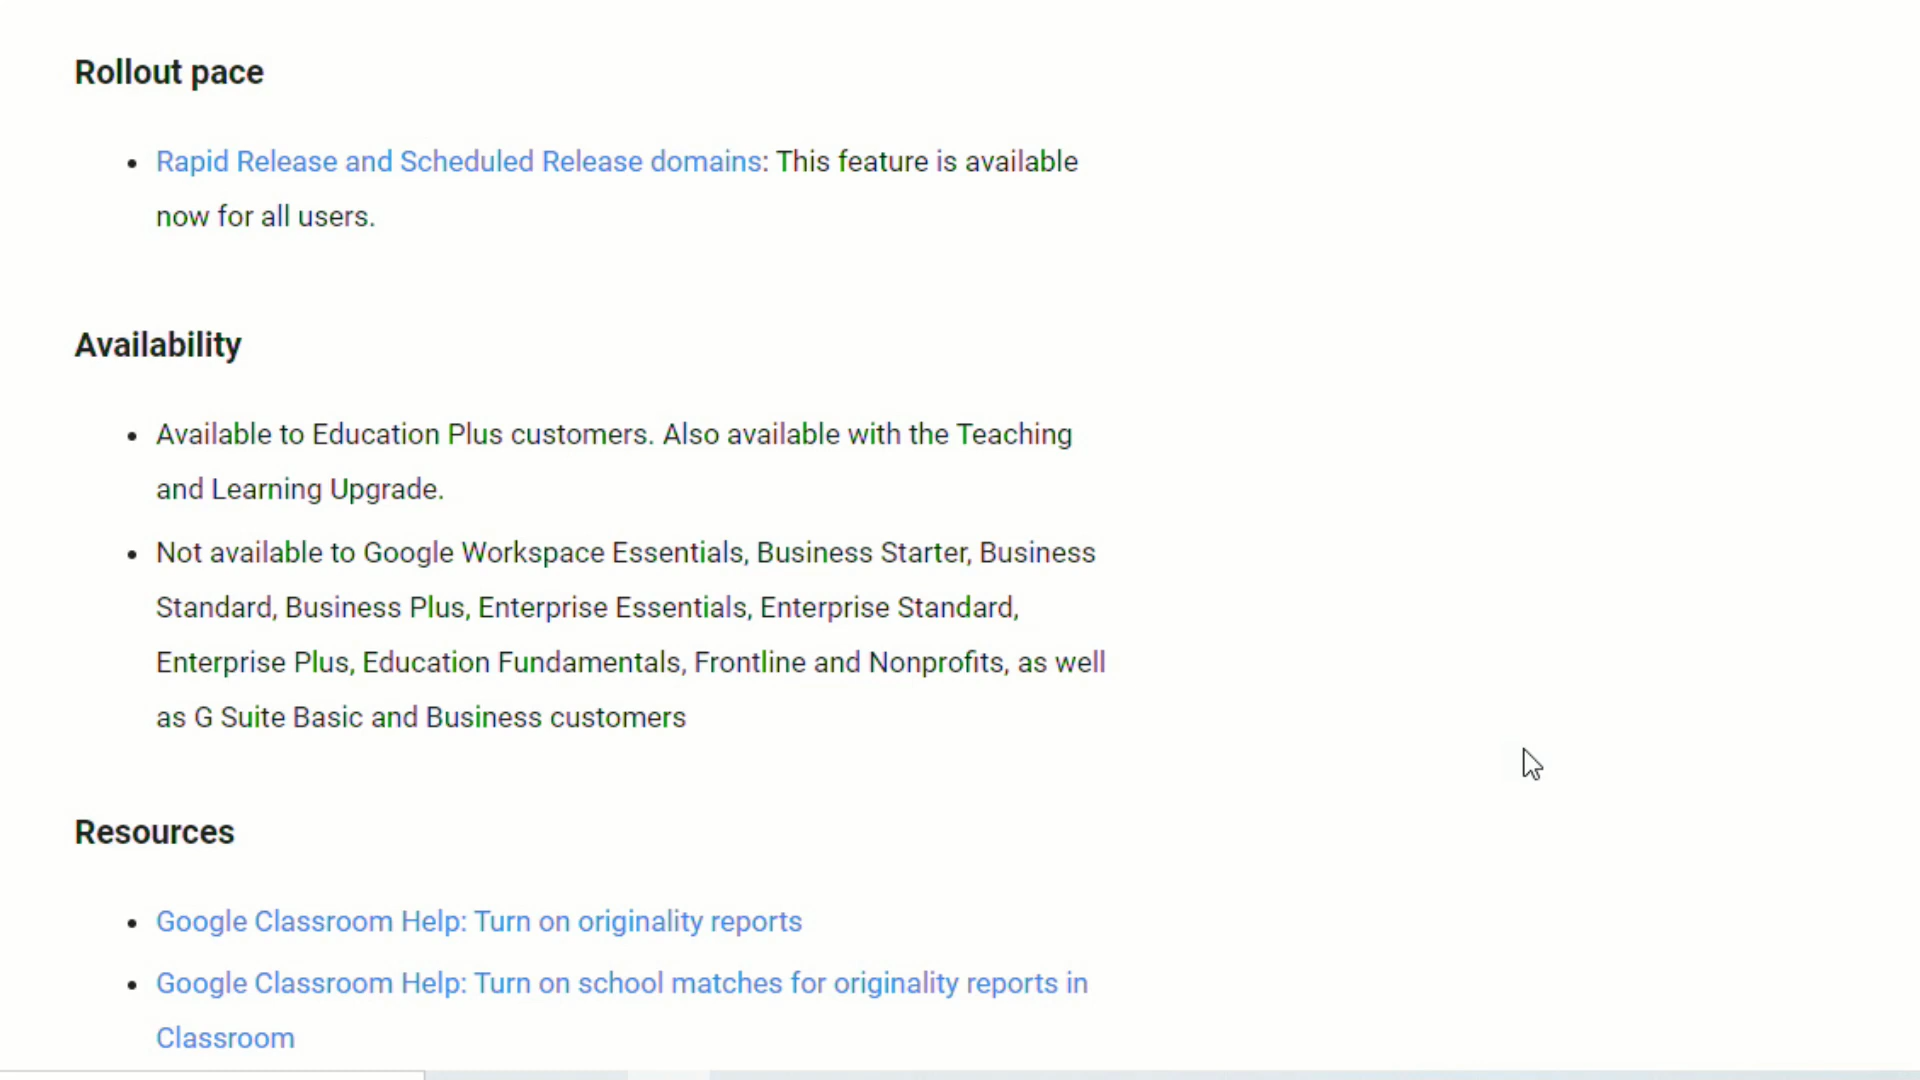 Rollout pace
Rapid Release and Scheduled Release domains: This feature is available
now for all users.
Availability
Available to Education Plus customers. Also available with the Teaching
and Learning Upgrade.
Not available to Google Workspace Essentials, Business Starter, Business
Standard, Business Plus, Enterprise Essentials, Enterprise Standard,
Enterprise Plus, Education Fundamentals, Frontline and Nonprofits, as well
as G Suite Basic and Business customers
Resources
Google Classroom Help: Turn on originality reports
Google Classroom Help: Turn on school matches for originality reports in
Classroom